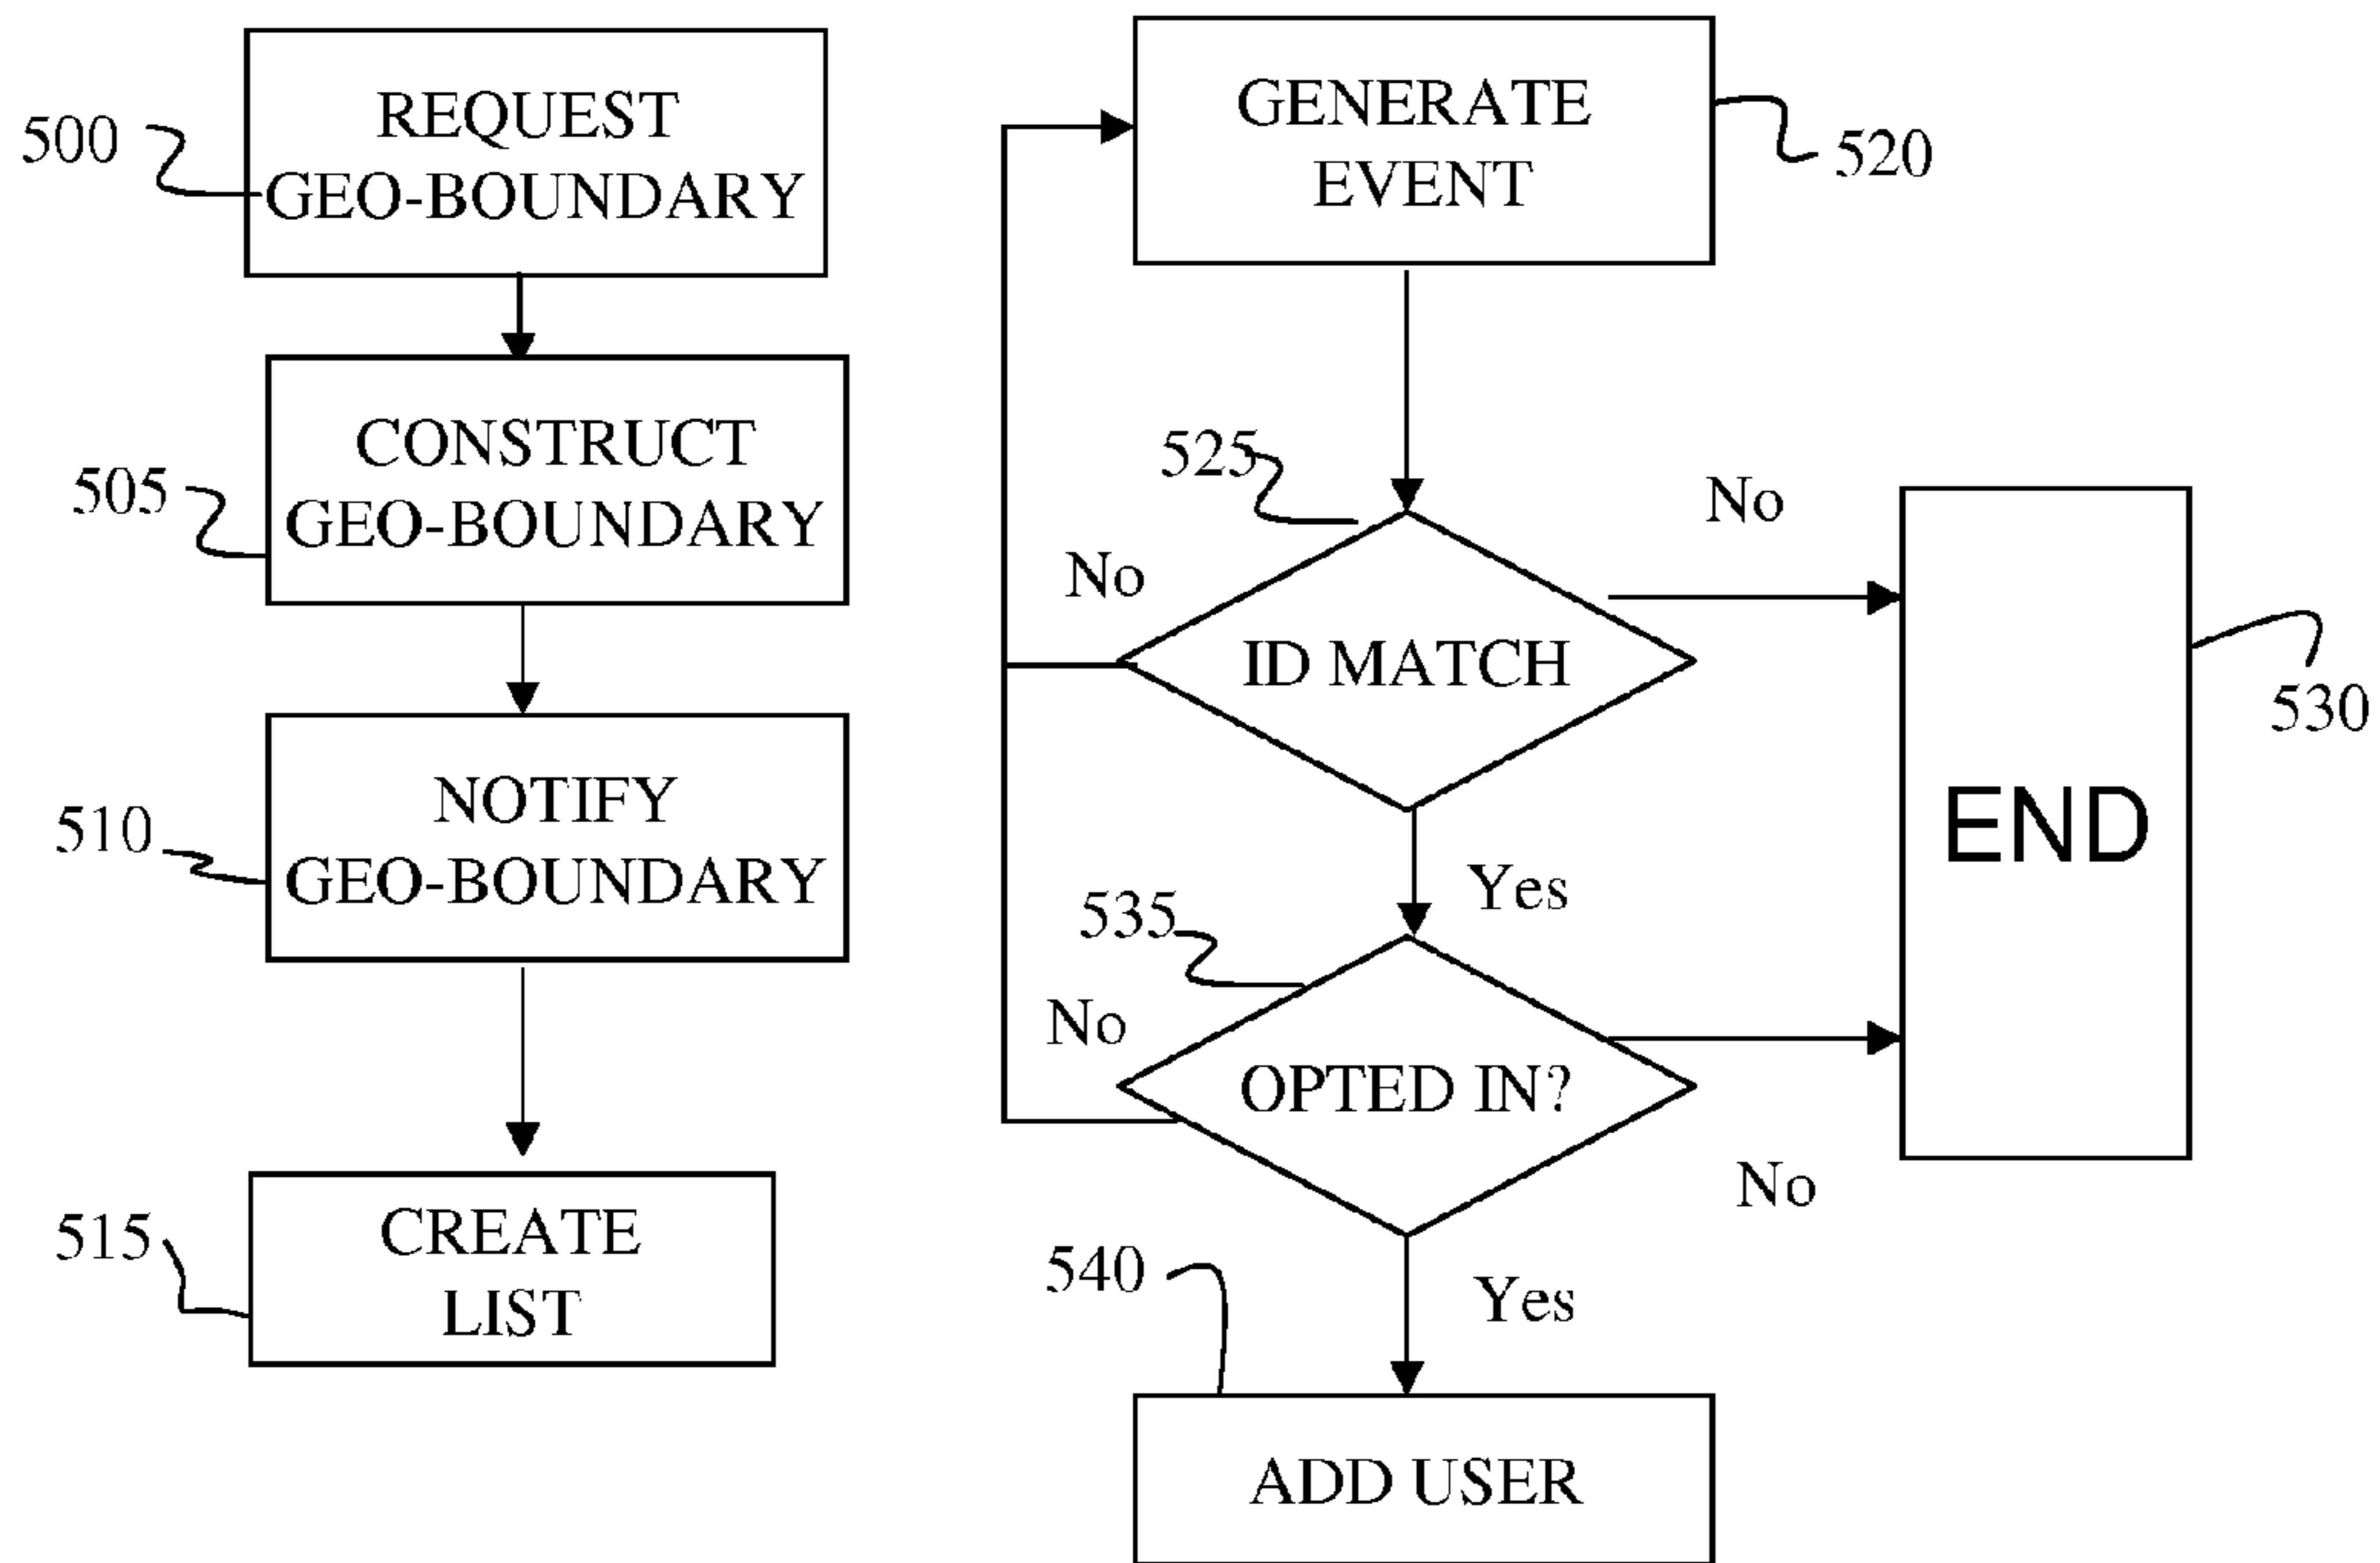 500
REQUEST
GEO-BOUNDARY
505
CONSTRUCT
GEO-BOUNDARY
510
NOTIFY
GEO-BOUNDARY
515
CREATE
LIST
GENERATE
EVENT
520
525
No
No
ID MATCH
END
530
Yes
535
No
OPTED IN?
No
540
Yes
ADD USER